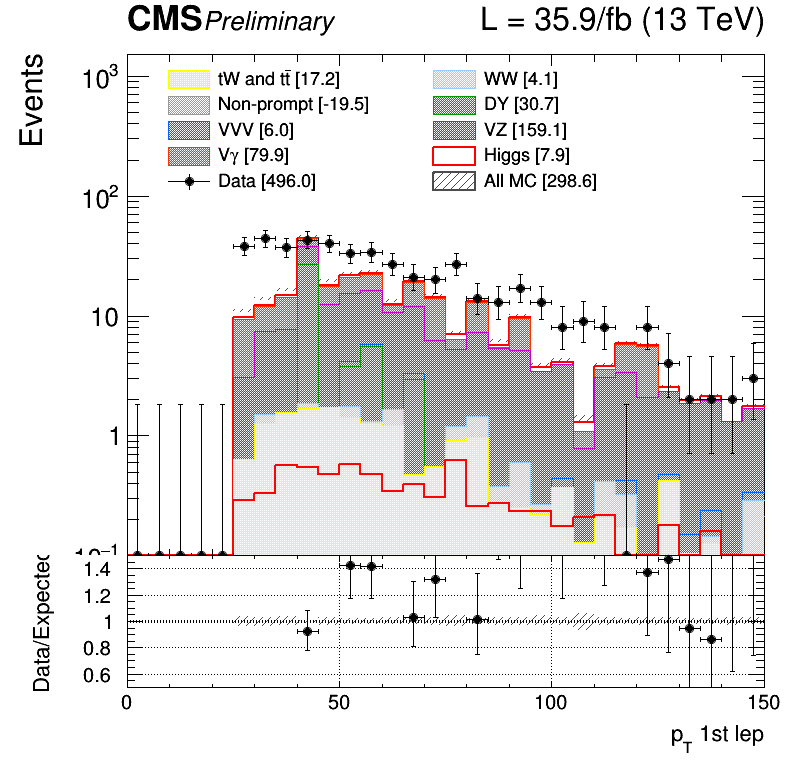 CMS Preliminary L = 35.9/fb (13 TeV)
Events
10³
10²
10
1
10⁻¹
tW and tt̄ [17.2]
Non-prompt [-19.5]
VVV [6.0]
Vγ [79.9]
Data [496.0]
WW [4.1]
DY [30.7]
VZ [159.1]
Higgs [7.9]
All MC [298.6]
Data/Expected
1.4
1.2
1
0.8
0.6
0 50 100 150
p_T 1st lep